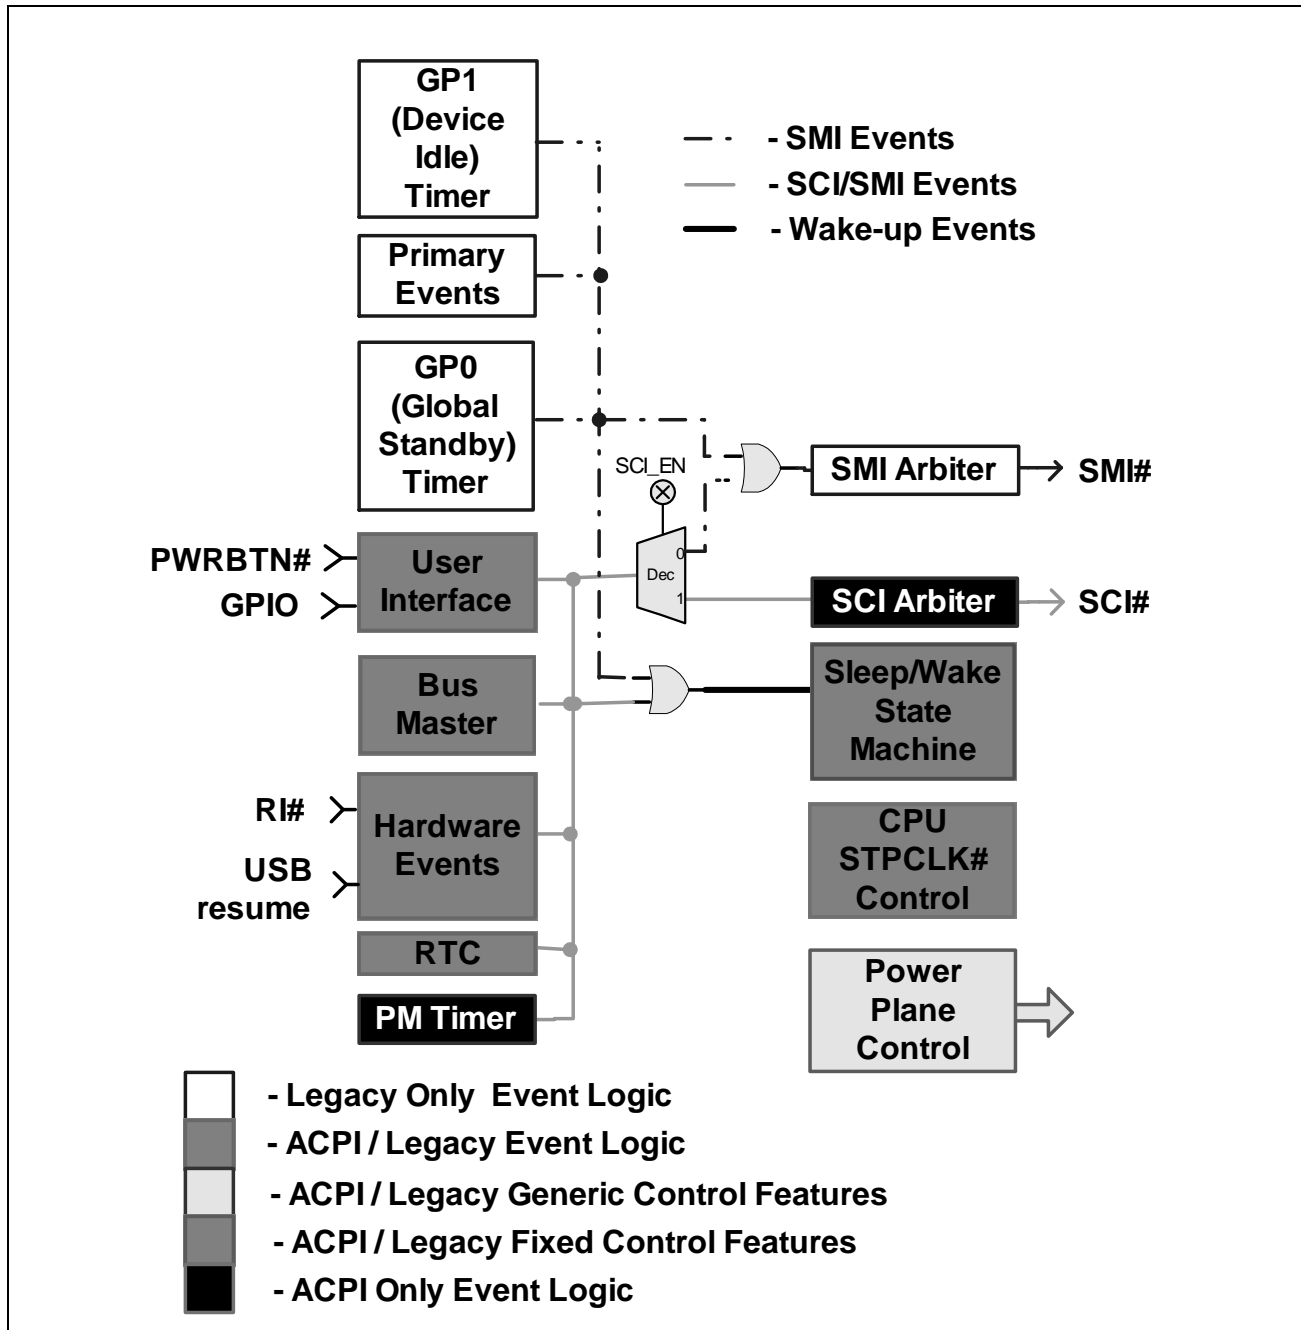 GP1
(Device
Idle)
Timer
- SMI Events
- SCI/SMI Events
- Wake-up Events
Primary
Events
GP0
(Global
Standby)
Timer
SCI_EN
SMI Arbiter
SMI#
PWRBTN#
GPIO
User
Interface
0
Dec
1
SCI Arbiter
SCI#
Bus
Master
Sleep/Wake
State
Machine
RI#
USB
resume
Hardware
Events
CPU
STPCLK#
Control
RTC
PM Timer
Power
Plane
Control
- Legacy Only Event Logic
- ACPI / Legacy Event Logic
- ACPI / Legacy Generic Control Features
- ACPI / Legacy Fixed Control Features
- ACPI Only Event Logic